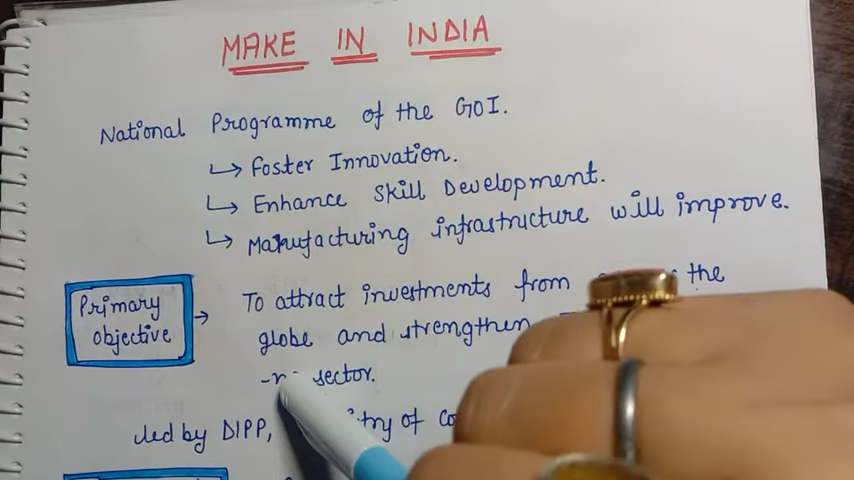 MAKE IN INDIA
National Programme of the GOI.
↳ Foster Innovation.
↳ Enhance Skill Development.
↳ Manufacturing infrastructure will improve.
Primary objective → To attract investments from the
globe and strengthen
sector.
led by DIPP, of